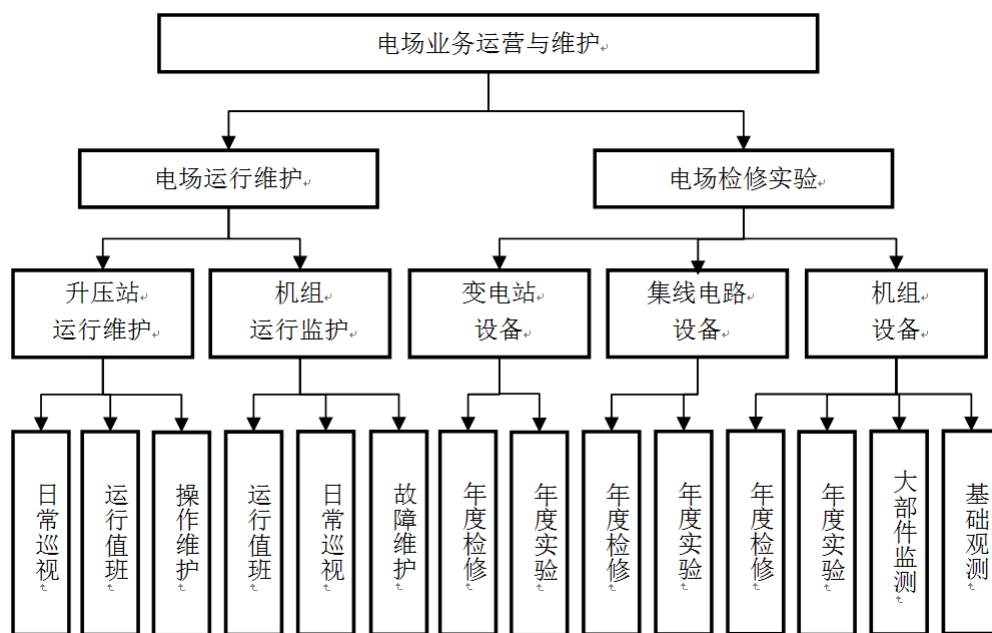 电场业务运营与维护
电场运行维护
电场检修实验
升压站
运行维护
机组
运行监护
变电站
设备
集线电路
设备
机组
设备
日常巡视
运行值班
操作维护
运行值班
日常巡视
故障维护
年度检修
年度实验
年度检修
年度实验
年度检修
年度实验
大部件监测
基础观测